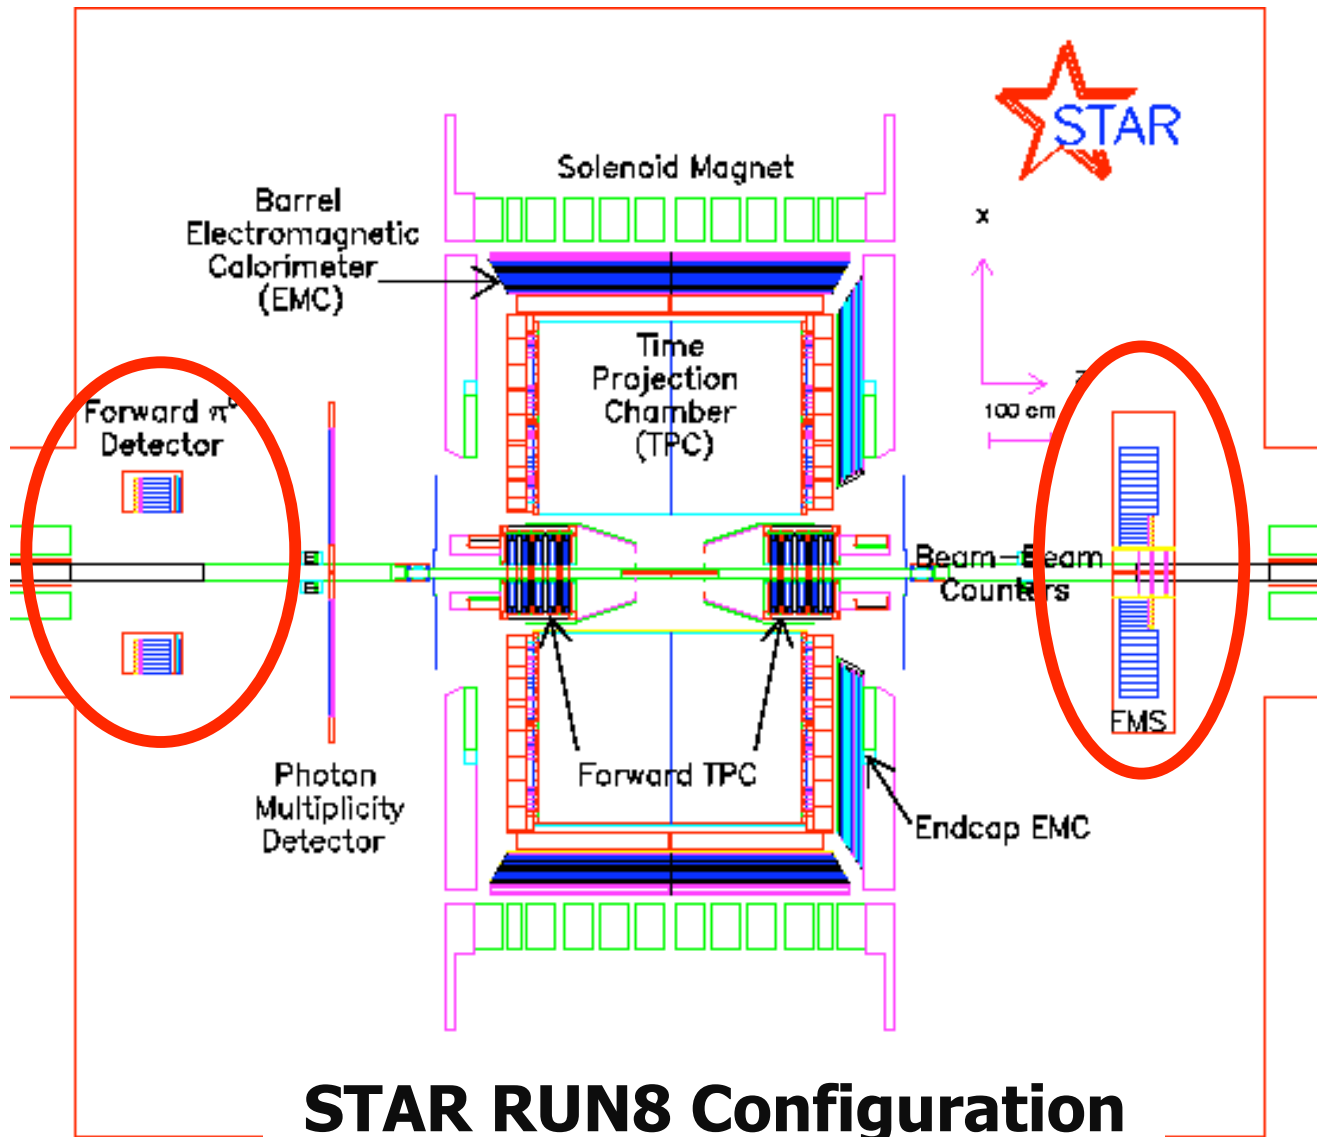 STAR
Solenoid Magnet
Barrel
Electromagnetic
Calorimeter
(EMC)
x
Time
Projection
Chamber
(TPC)
100 cm
Forward π⁰
Detector
Beam-Beam
Counters
FMS
Photon
Multiplicity
Detector
Forward TPC
Endcap EMC
STAR RUN8 Configuration